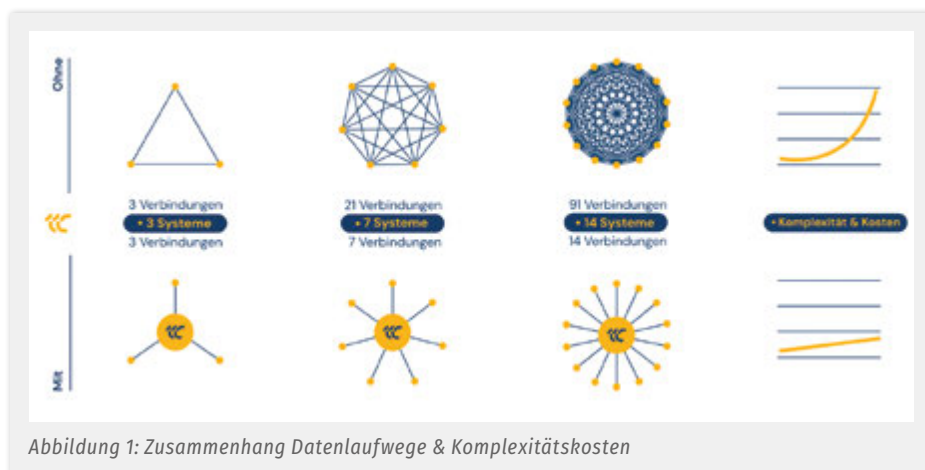 Ohne
3 Verbindungen
• 3 Systeme
3 Verbindungen
21 Verbindungen
• 7 Systeme
7 Verbindungen
91 Verbindungen
• 14 Systeme
14 Verbindungen
• Komplexität & Kosten
Mit
Abbildung 1: Zusammenhang Datenlaufwege & Komplexitätskosten